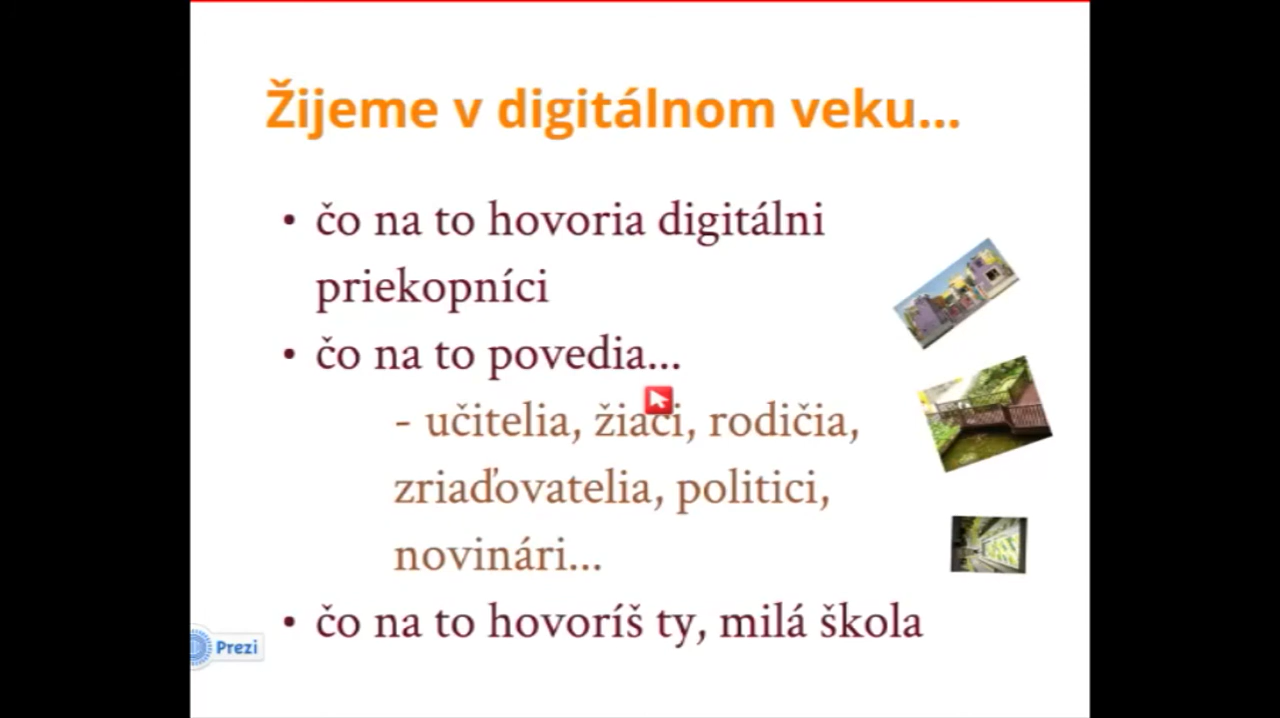 Žijeme v digitálnom veku...
• čo na to hovoria digitálni
priekopníci
• čo na to povedia...
- učitelia, žiaci, rodičia,
zriaďovatelia, politici,
novinári...
• čo na to hovoríš ty, milá škola
Prezi